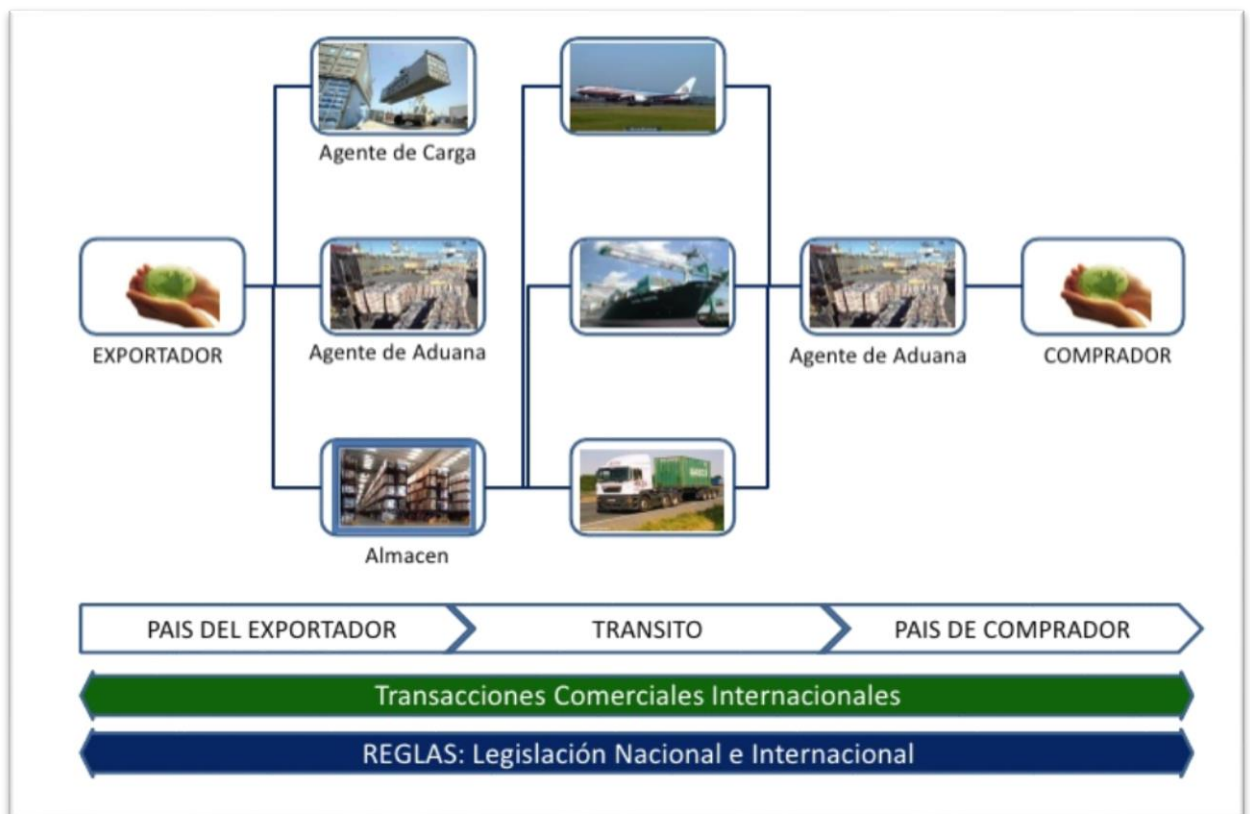 Agente de Carga
EXPORTADOR
Agente de Aduana
Agente de Aduana
COMPRADOR
Almacen
PAIS DEL EXPORTADOR
TRANSITO
PAIS DE COMPRADOR
Transacciones Comerciales Internacionales
REGLAS: Legislación Nacional e Internacional